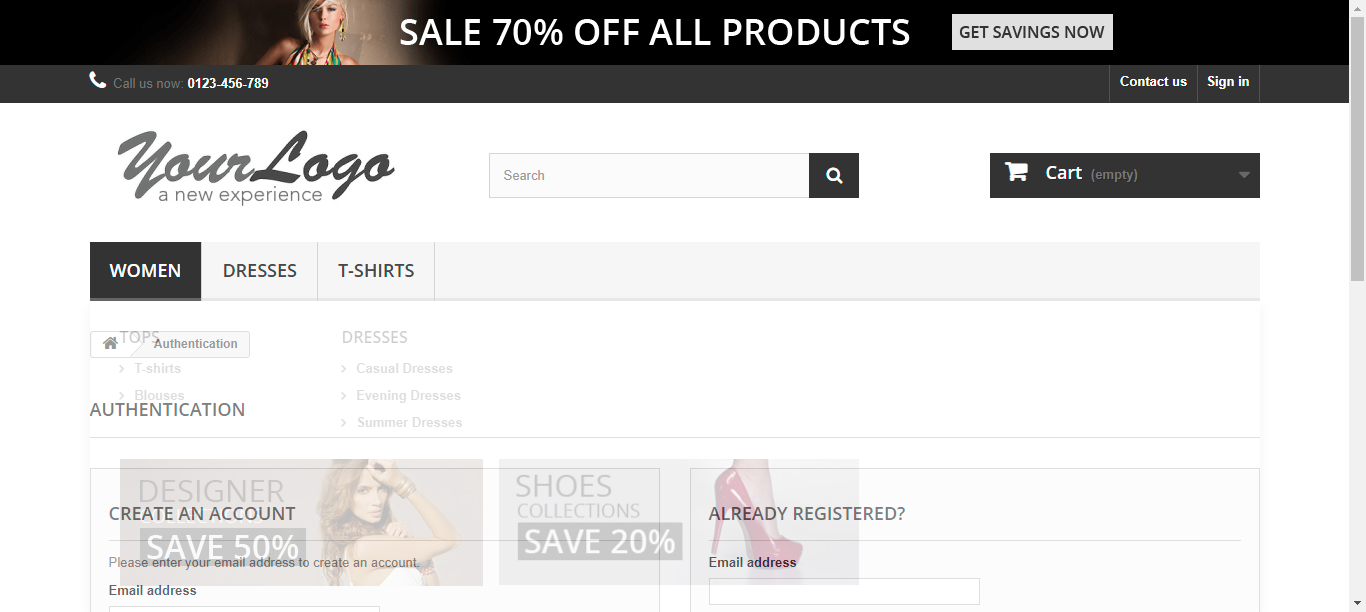 SALE 70% OFF ALL PRODUCTS
GET SAVINGS NOW
Call us now: 0123-456-789
Contact us
Sign in
YourLogo
a new experience
Search
Cart (empty)
WOMEN
DRESSES
T-SHIRTS
TOPS
DRESSES
Authentication
T-shirts
Casual Dresses
Blouses
Evening Dresses
AUTHENTICATION
Summer Dresses
DESIGNER
SHOES
COLLECTIONS
CREATE AN ACCOUNT
ALREADY REGISTERED?
SAVE 50%
SAVE 20%
Please enter your email address to create an account.
Email address
Email address